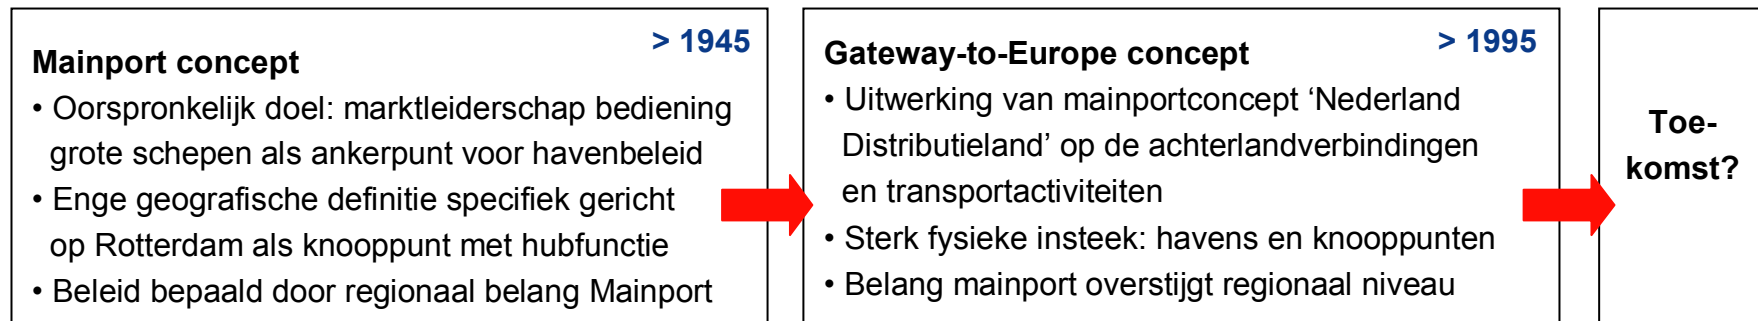 > 1945
Mainport concept
• Oorspronkelijk doel: marktleiderschap bediening
grote schepen als ankerpunt voor havenbeleid
• Enge geografische definitie specifiek gericht
op Rotterdam als knooppunt met hubfunctie
• Beleid bepaald door regionaal belang Mainport
> 1995
Gateway-to-Europe concept
• Uitwerking van mainportconcept ‘Nederland
Distributieland’ op de achterlandverbindingen
en transportactiviteiten
• Sterk fysieke insteek: havens en knooppunten
• Belang mainport overstijgt regionaal niveau
Toe-
komst?